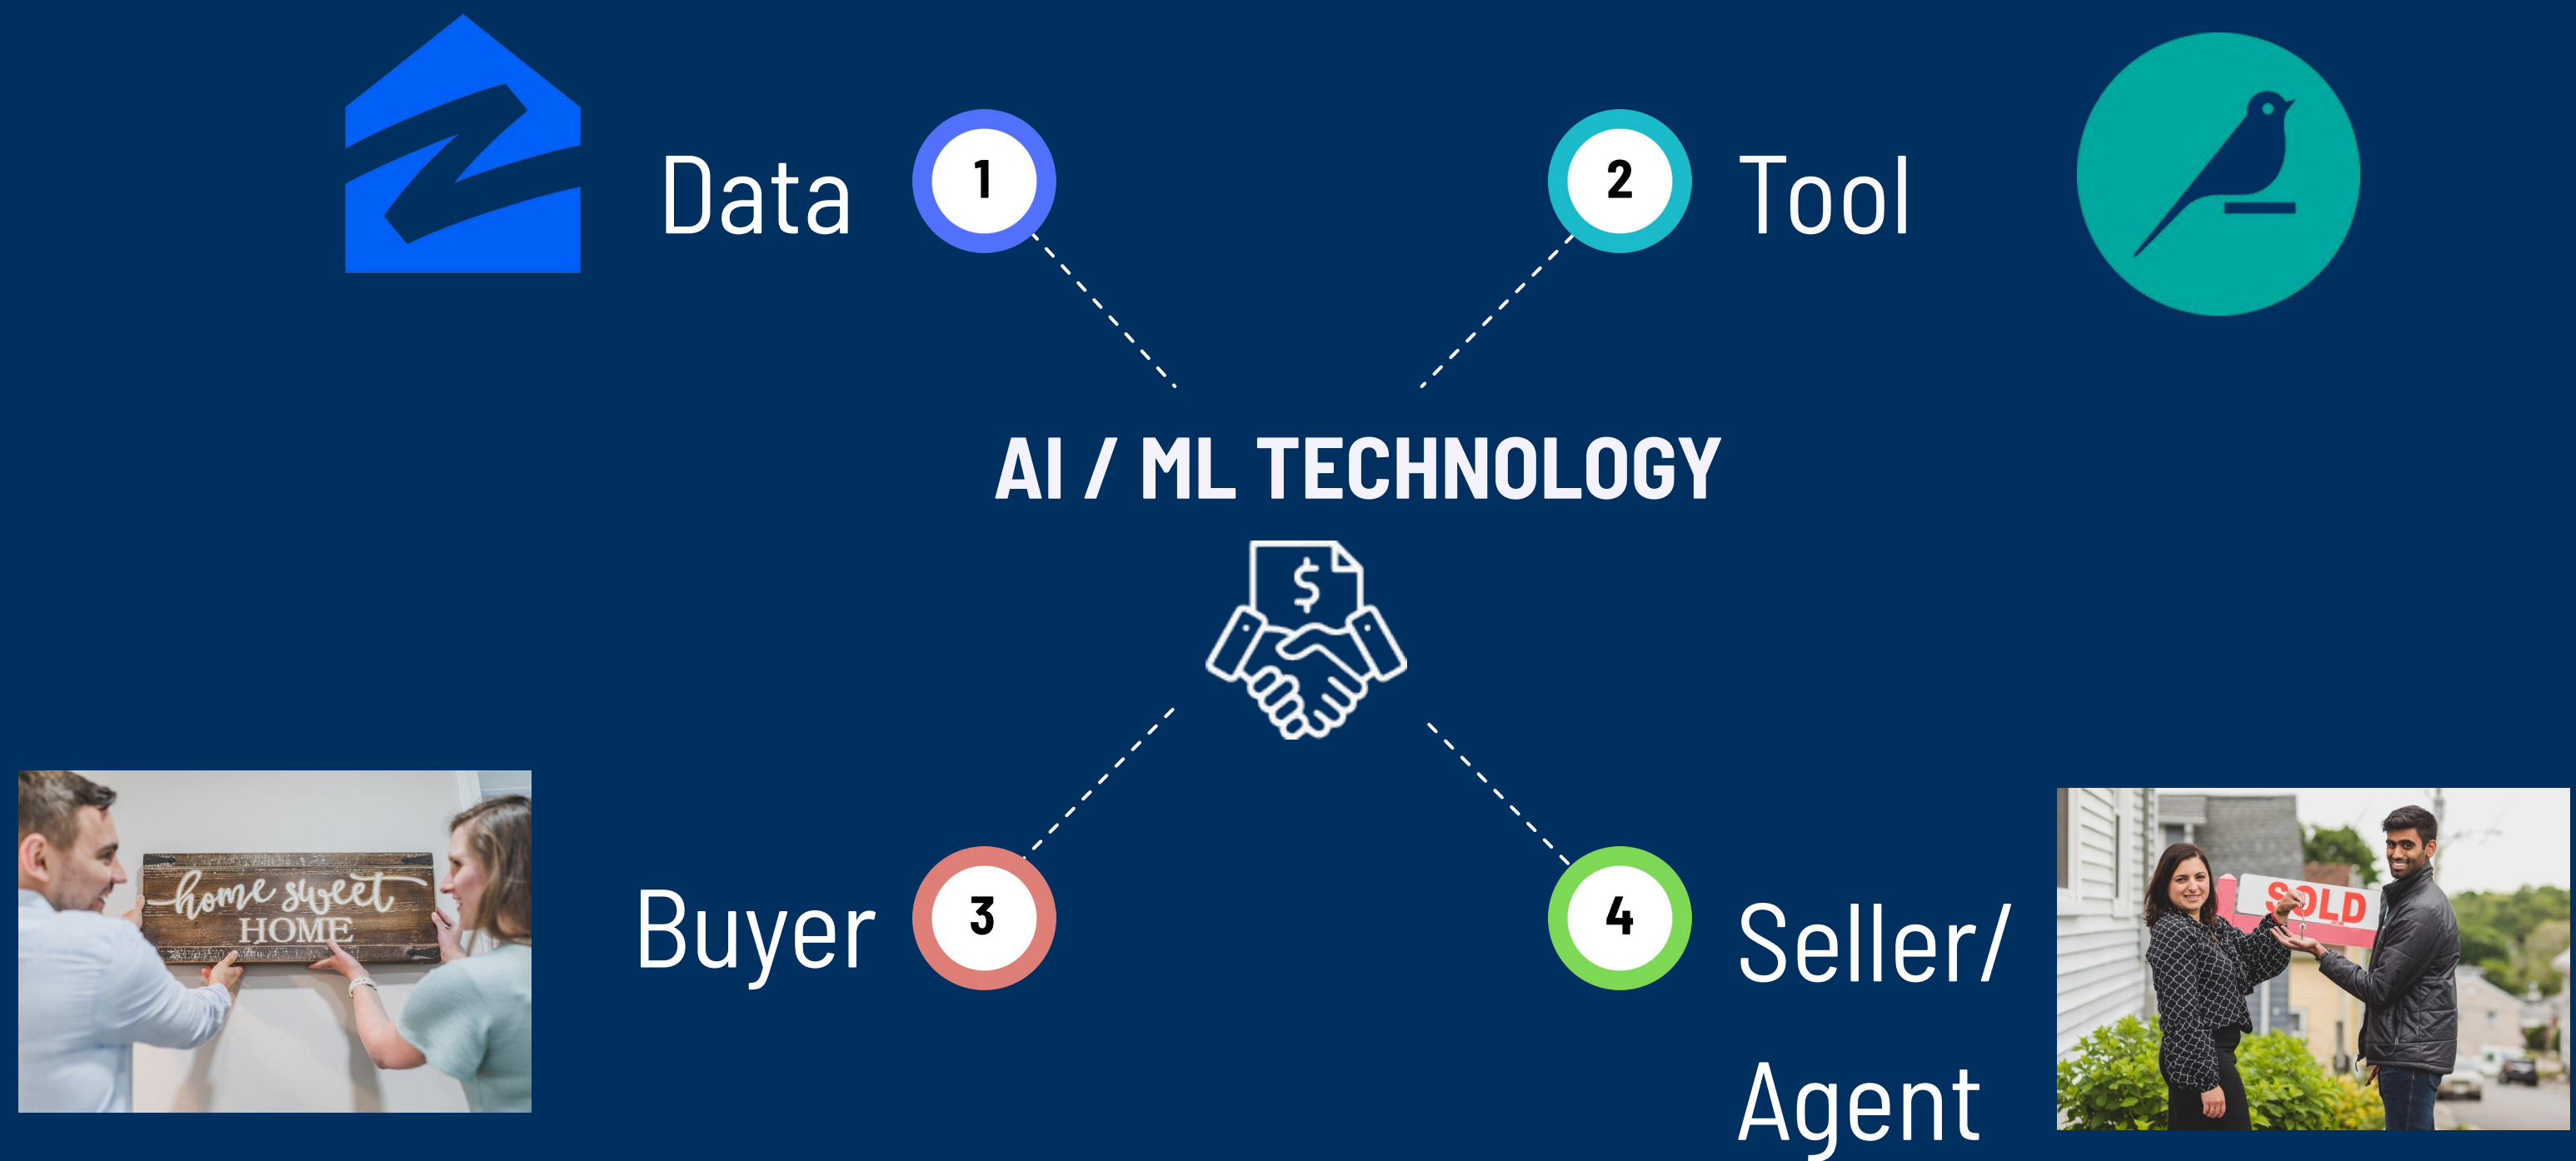 Data
1
2
Tool
AI / ML TECHNOLOGY
$
home sweet
HOME
Buyer
3
4
Seller/
Agent
SOLD